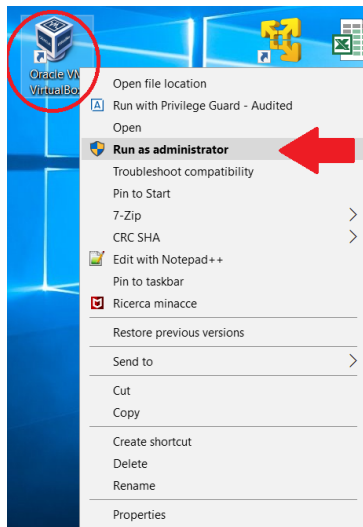 Oracle VM
VirtualBox
Open file location
Run with Privilege Guard - Audited
Open
Run as administrator
Troubleshoot compatibility
Pin to Start
7-Zip
CRC SHA
Edit with Notepad++
Pin to taskbar
Ricerca minacce
Restore previous versions
Send to
Cut
Copy
Create shortcut
Delete
Rename
Properties